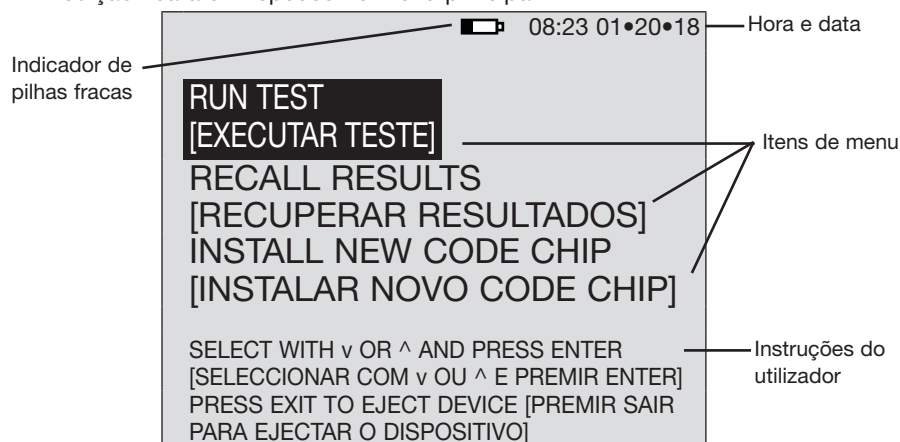 08:23 01•20•18
Hora e data
Indicador de
pilhas fracas
RUN TEST
[EXECUTAR TESTE]
Itens de menu
RECALL RESULTS
[RECUPERAR RESULTADOS]
INSTALL NEW CODE CHIP
[INSTALAR NOVO CODE CHIP]
SELECT WITH v OR ^ AND PRESS ENTER
[SELECCIONAR COM v OU ^ E PREMIR ENTER]
PRESS EXIT TO EJECT DEVICE [PREMIR SAIR
PARA EJECTAR O DISPOSITIVO]
Instruções do
utilizador